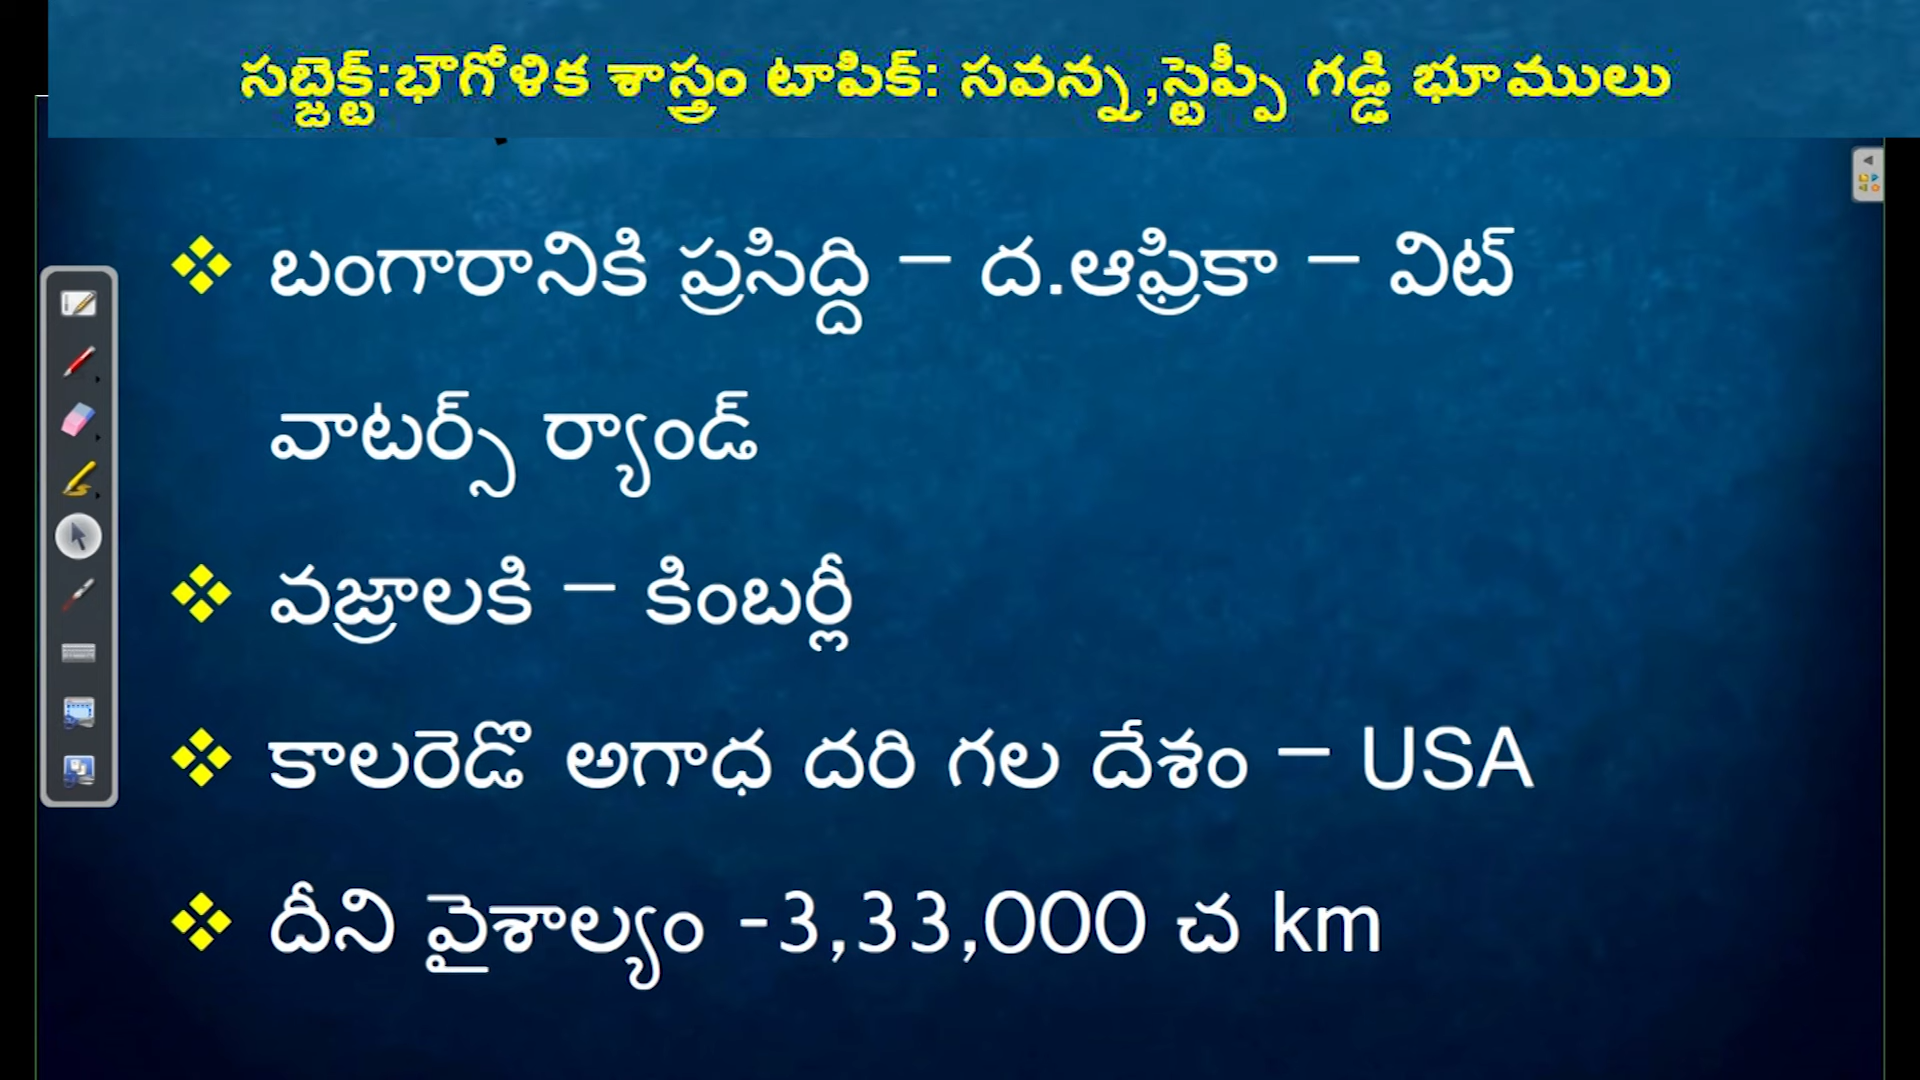 సబ్జెక్ట్:భౌగోళిక శాస్త్రం టాపిక్: సవన్న,స్టెప్పీ గడ్డి భూములు
బంగారానికి ప్రసిద్ది – ద.ఆఫ్రికా – విట్
వాటర్స్ ర్యాండ్
వజ్రాలకి – కింబర్లీ
కాలరెడొ అగాధ దరి గల దేశం – USA
దీని వైశాల్యం -3,33,000 చ km